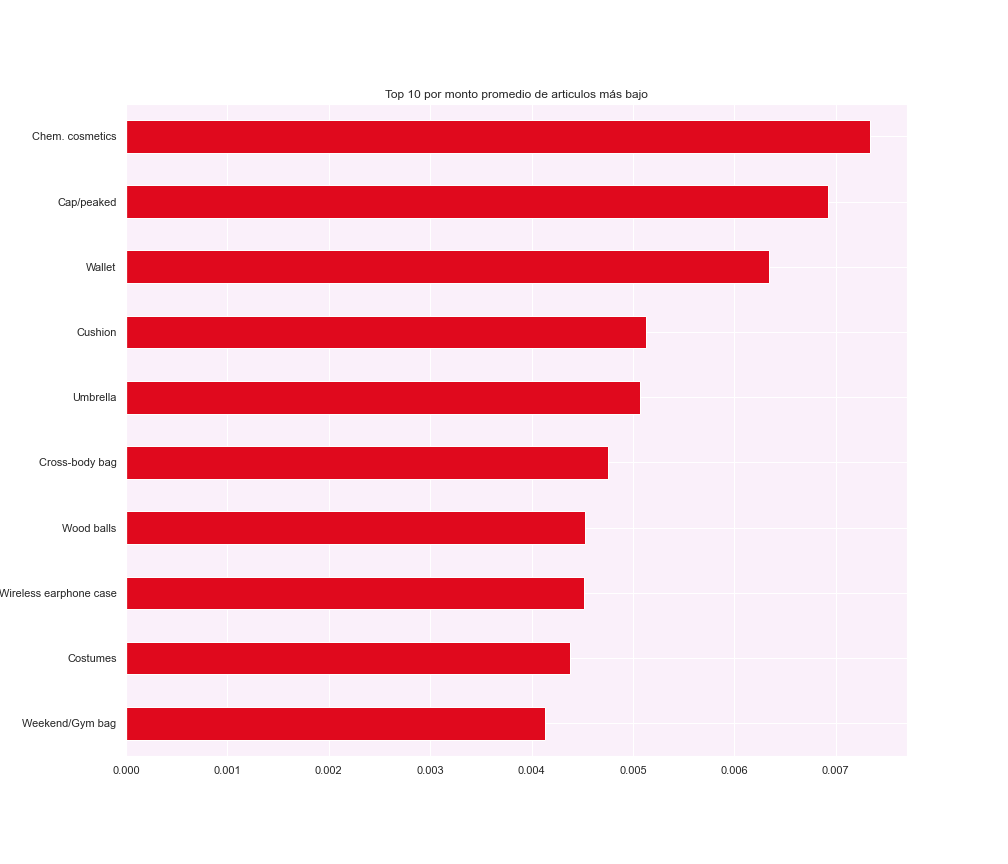 Top 10 por monto promedio de articulos más bajo
Chem. cosmetics
Cap/peaked
Wallet
Cushion
Umbrella
Cross-body bag
Wood balls
Wireless earphone case
Costumes
Weekend/Gym bag
0.000 0.001 0.002 0.003 0.004 0.005 0.006 0.007